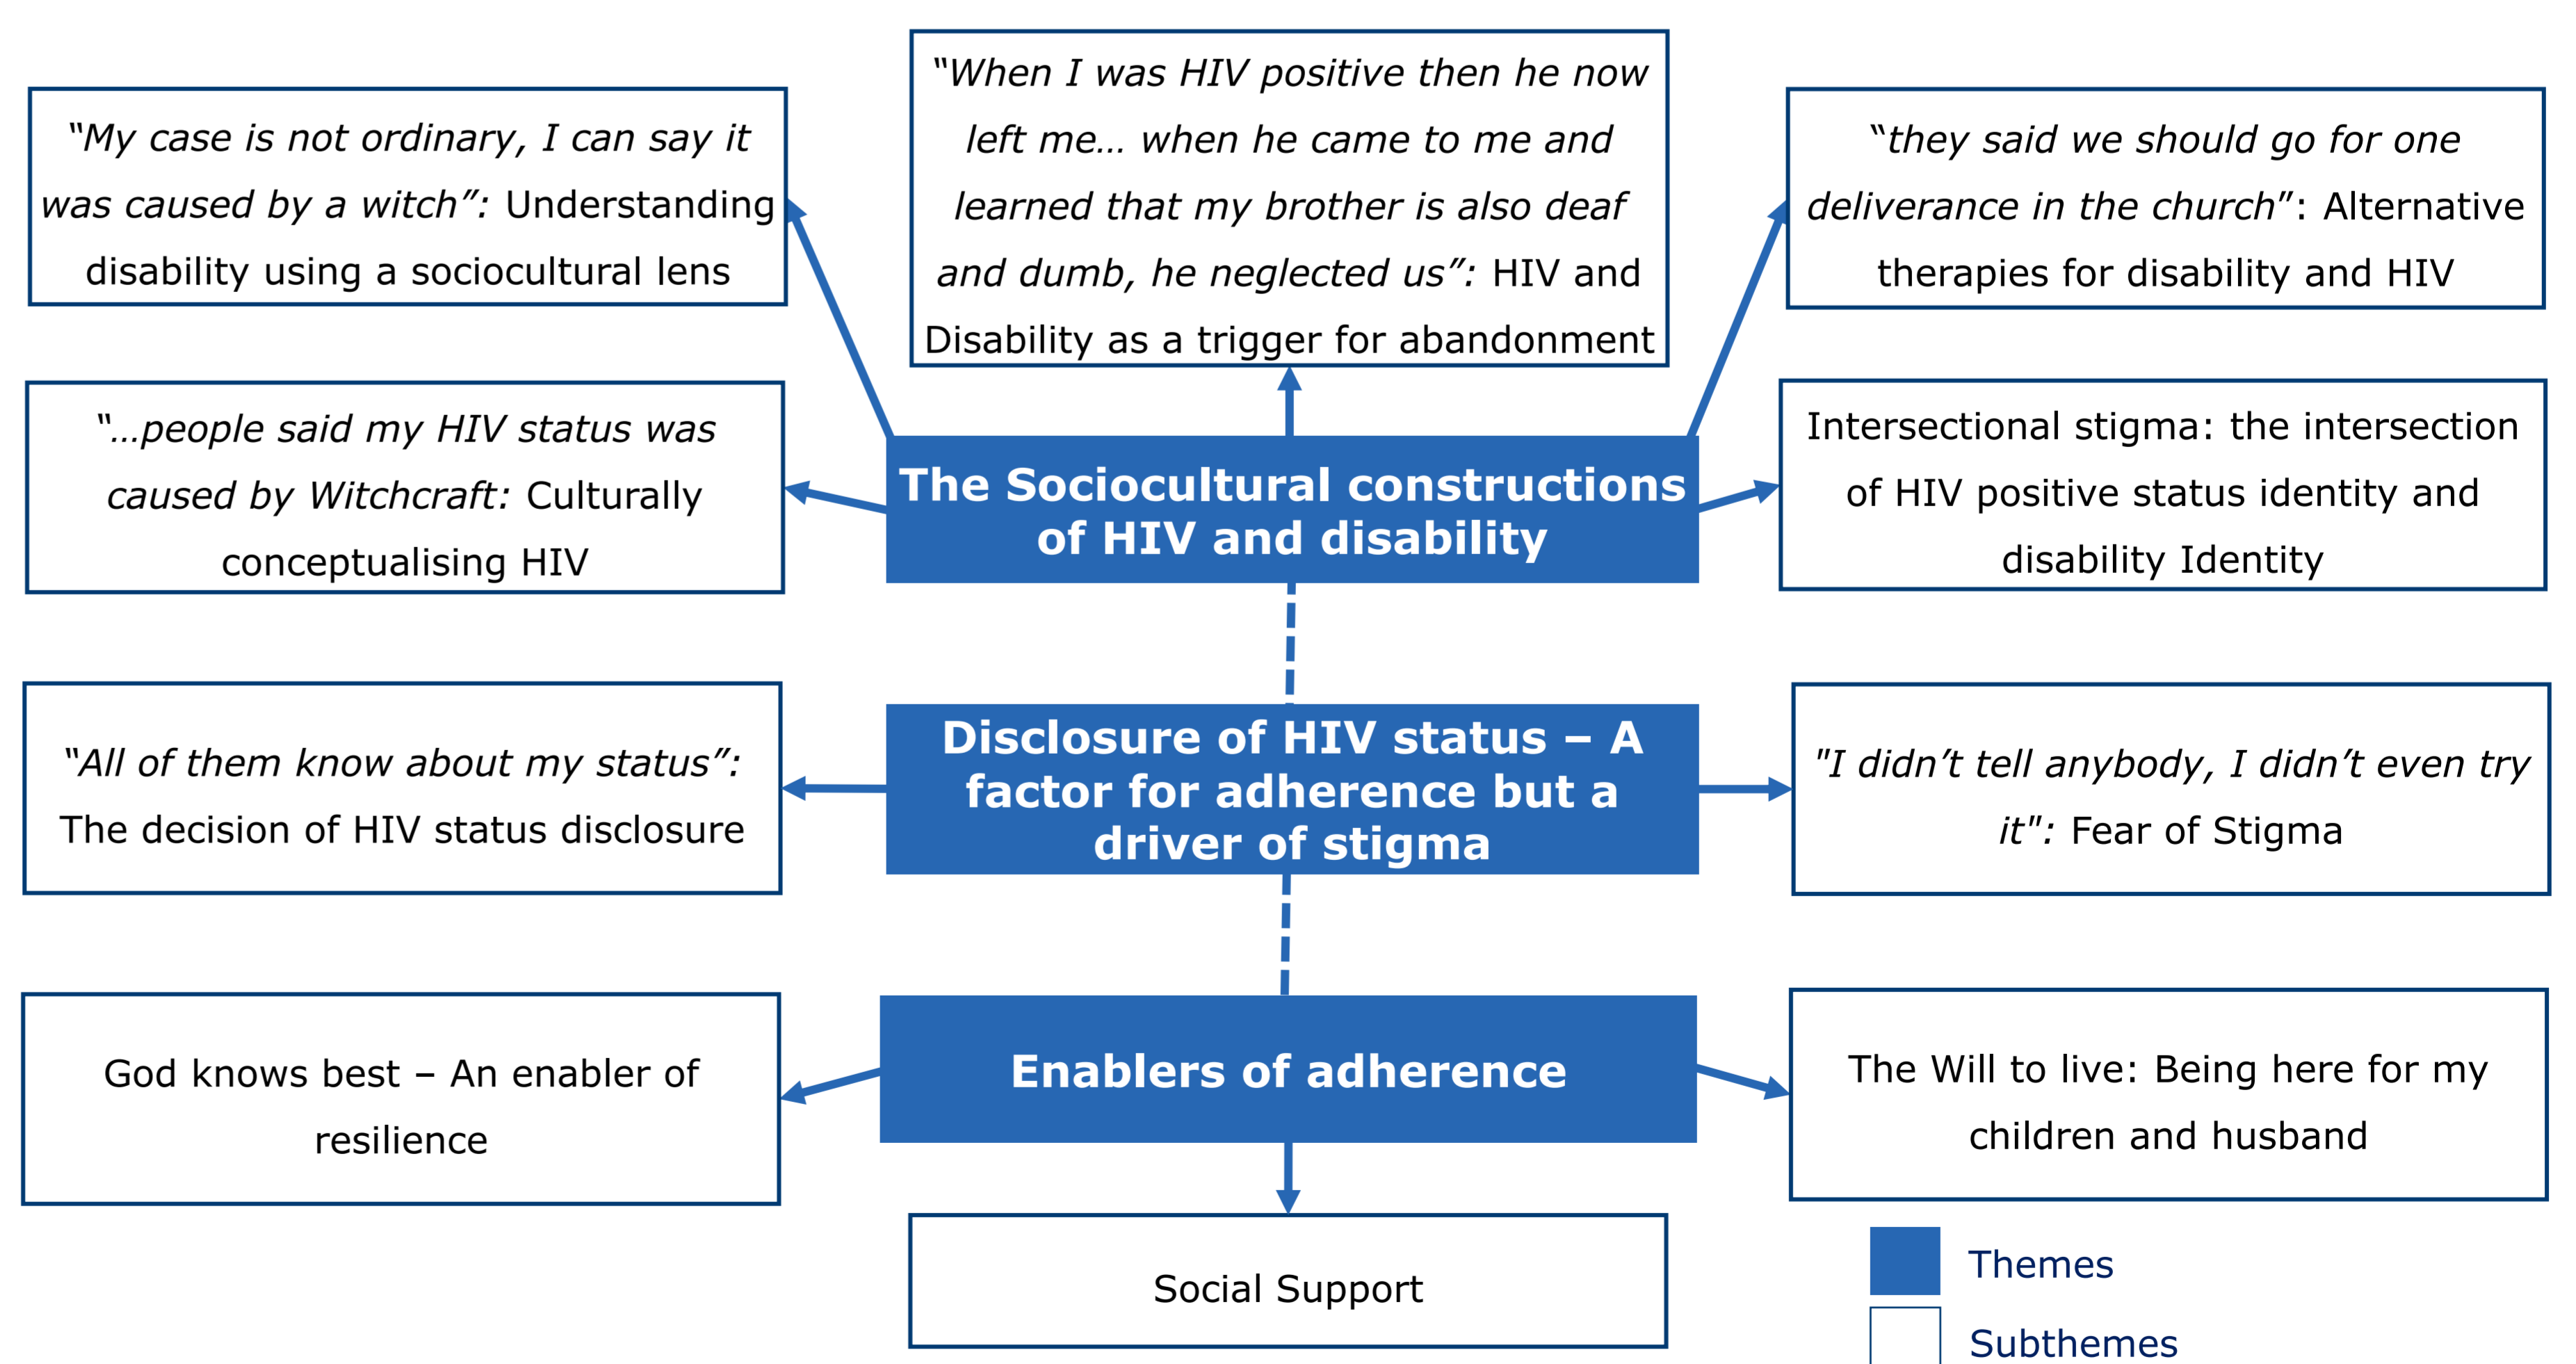 “When I was HIV positive then he now
left me… when he came to me and
learned that my brother is also deaf
and dumb, he neglected us”: HIV and
Disability as a trigger for abandonment
“My case is not ordinary, I can say it
was caused by a witch”: Understanding
disability using a sociocultural lens
“they said we should go for one
deliverance in the church”: Alternative
therapies for disability and HIV
“…people said my HIV status was
caused by Witchcraft: Culturally
conceptualising HIV
The Sociocultural constructions
of HIV and disability
Intersectional stigma: the intersection
of HIV positive status identity and
disability Identity
“All of them know about my status”:
The decision of HIV status disclosure
Disclosure of HIV status – A
factor for adherence but a
driver of stigma
"I didn’t tell anybody, I didn’t even try
it": Fear of Stigma
God knows best – An enabler of
resilience
Enablers of adherence
The Will to live: Being here for my
children and husband
Social Support
Themes
Subthemes